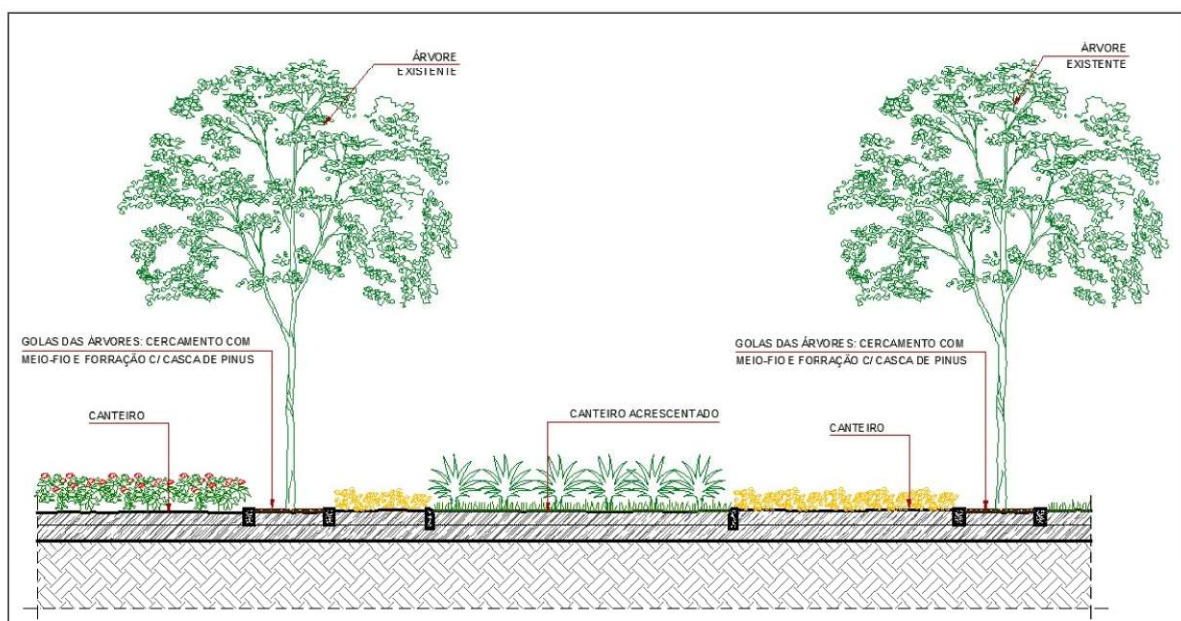 ÁRVORE
EXISTENTE
ÁRVORE
EXISTENTE
GOLAS DAS ÁRVORES: CERCAMENTO COM
MEIO-FIO E FORRAÇÃO C/ CASCA DE PINUS
GOLAS DAS ÁRVORES: CERCAMENTO COM
MEIO-FIO E FORRAÇÃO C/ CASCA DE PINUS
CANTEIRO
CANTEIRO ACRESCENTADO
CANTEIRO